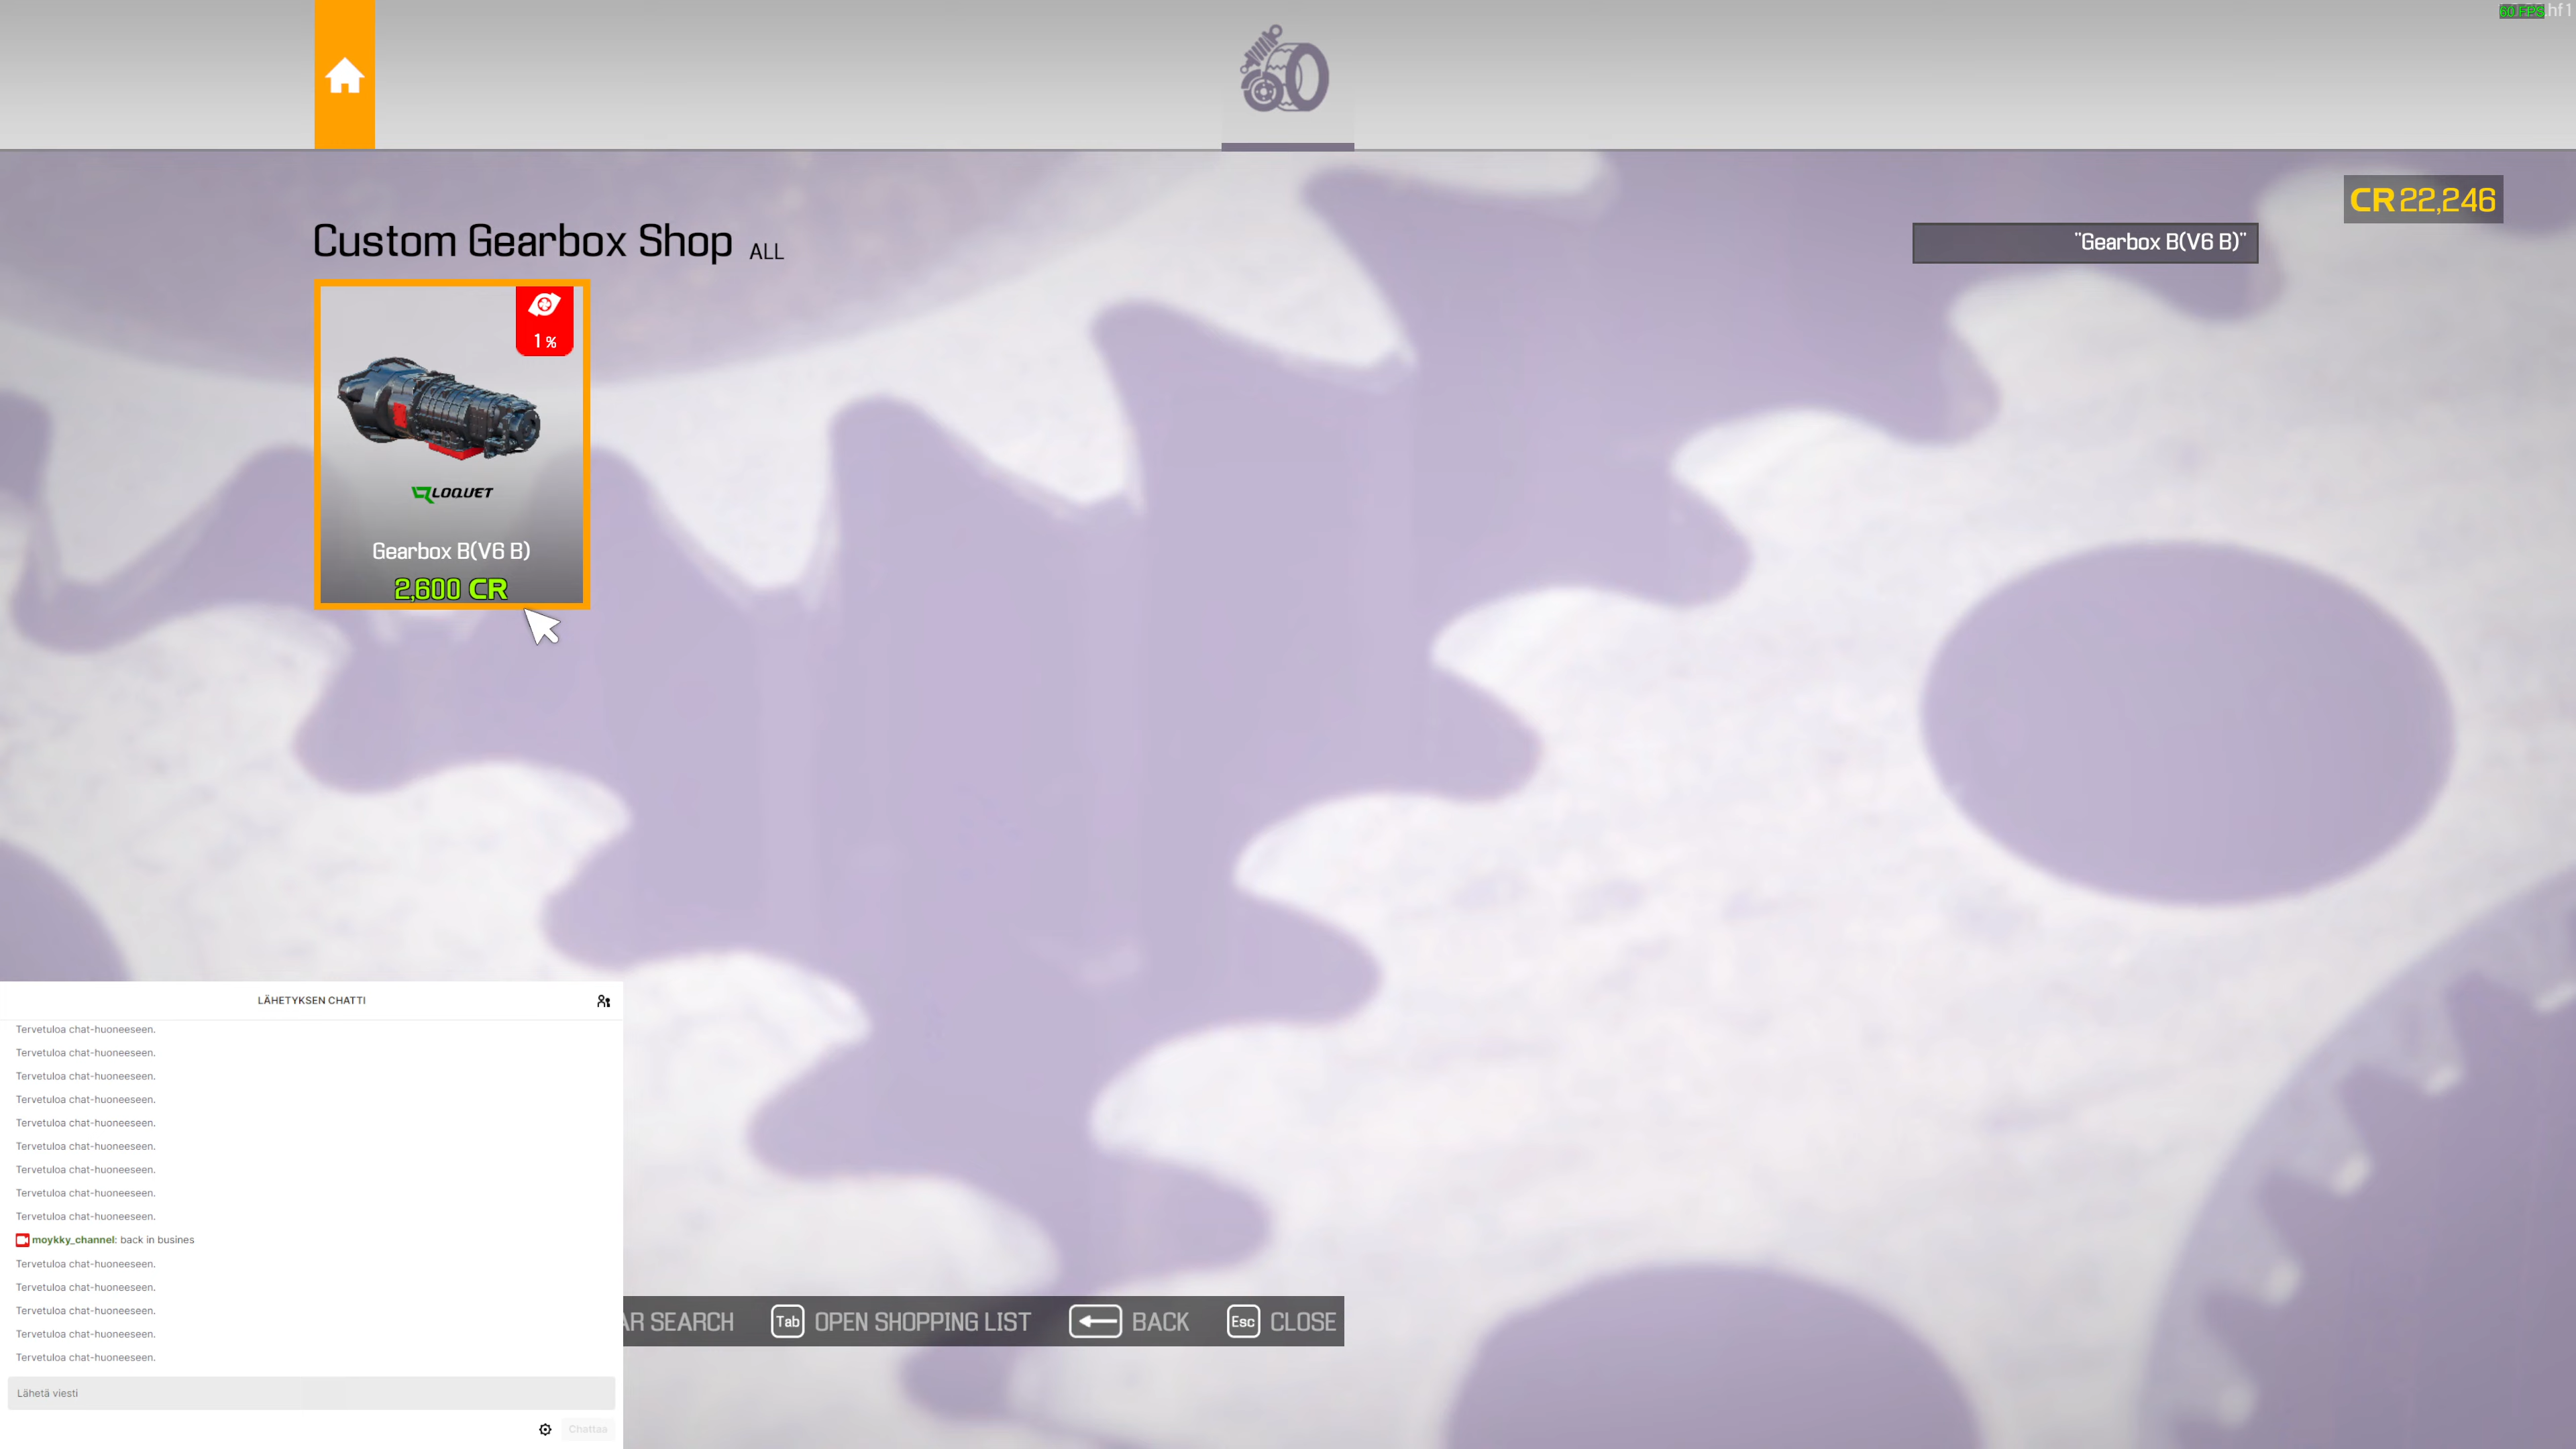 60 FPS
hf1
CR 22,246
Custom Gearbox Shop ALL
"Gearbox B(V6 B)"
1 %
LOQUET
Gearbox B(V6 B)
2,600 CR
LÄHETYKSEN CHATTI
Tervetuloa chat-huoneeseen.
Tervetuloa chat-huoneeseen.
Tervetuloa chat-huoneeseen.
Tervetuloa chat-huoneeseen.
Tervetuloa chat-huoneeseen.
Tervetuloa chat-huoneeseen.
Tervetuloa chat-huoneeseen.
Tervetuloa chat-huoneeseen.
Tervetuloa chat-huoneeseen.
moykky_channel: back in busines
Tervetuloa chat-huoneeseen.
Tervetuloa chat-huoneeseen.
Tervetuloa chat-huoneeseen.
Tervetuloa chat-huoneeseen.
Tervetuloa chat-huoneeseen.
AR SEARCH Tab OPEN SHOPPING LIST BACK Esc CLOSE
Lähetä viesti
Chattaa